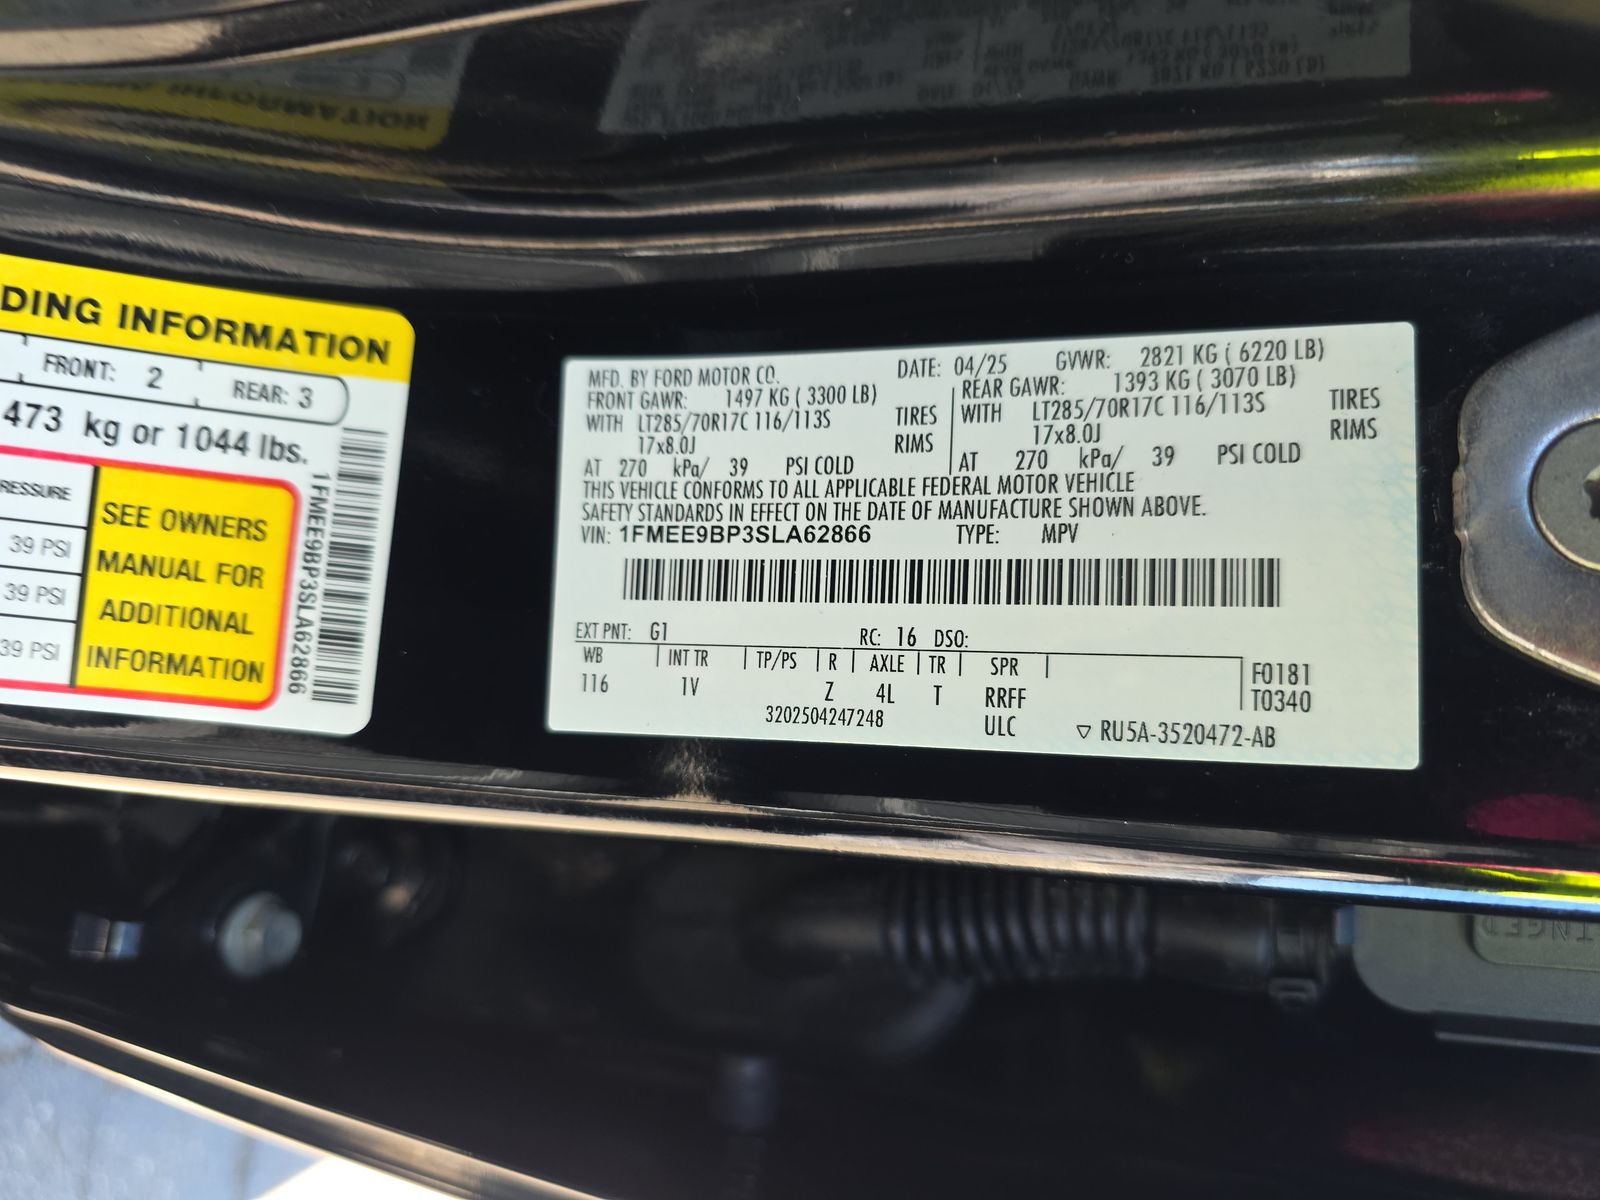 DING INFORMATION
FRONT: 2
REAR: 3
473 kg or 1044 lbs.
RESSURE
39 PSI
39 PSI
39 PSI
SEE OWNERS
MANUAL FOR
ADDITIONAL
INFORMATION
1FMEE9BP3SLA62866
MFD. BY FORD MOTOR CO.
DATE: 04/25
GVWR: 2821 KG ( 6220 LB)
FRONT GAWR: 1497 KG ( 3300 LB)
WITH LT285/70R17C 116/113S TIRES
17x8.0J RIMS
AT 270 kPa/ 39 PSI COLD
REAR GAWR: 1393 KG ( 3070 LB)
WITH LT285/70R17C 116/113S TIRES
17x8.0J RIMS
AT 270 kPa/ 39 PSI COLD
THIS VEHICLE CONFORMS TO ALL APPLICABLE FEDERAL MOTOR VEHICLE
SAFETY STANDARDS IN EFFECT ON THE DATE OF MANUFACTURE SHOWN ABOVE.
VIN: 1FMEE9BP3SLA62866 TYPE: MPV
EXT PNT: G1 RC: 16 DSO:
WB INT TR TP/PS R AXLE TR SPR
116 1V Z 4L T RRFF
F0181
T0340
3202504247248 ULC ▽ RU5A-3520472-AB